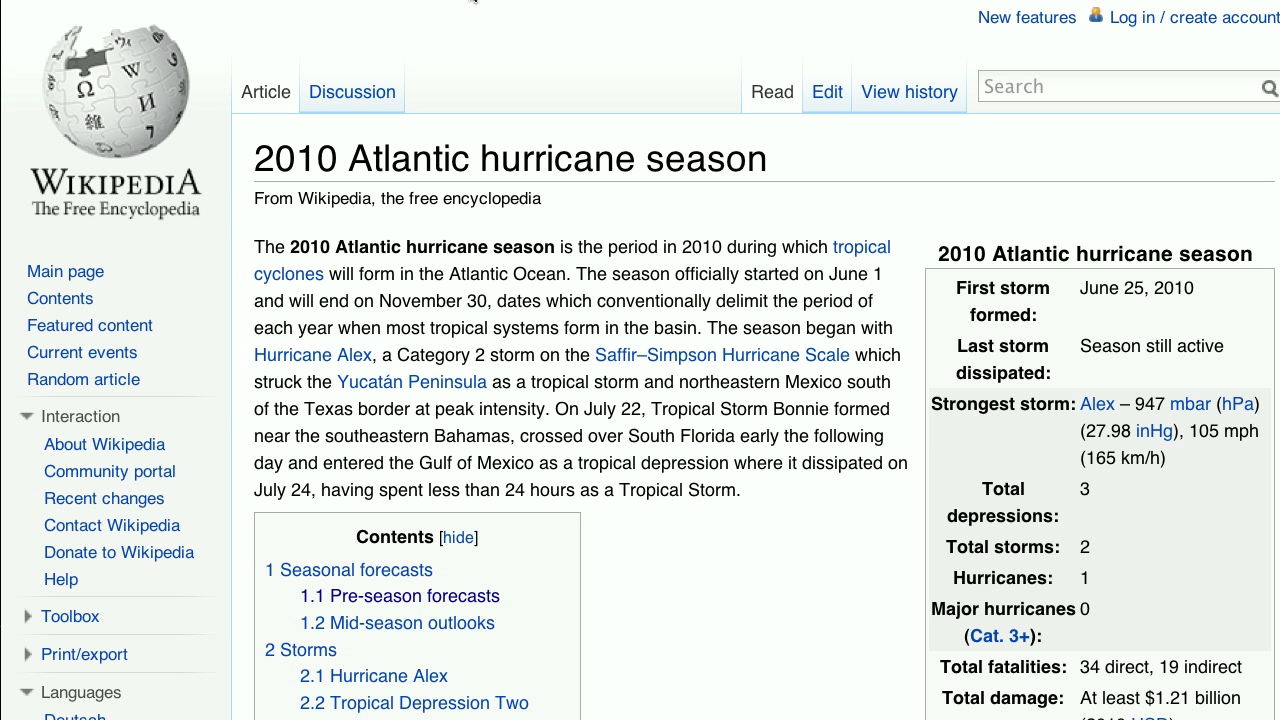 New features Log in / create account
Article Discussion Read Edit View history Search
WIKIPEDIA
The Free Encyclopedia
Main page
Contents
Featured content
Current events
Random article
Interaction
About Wikipedia
Community portal
Recent changes
Contact Wikipedia
Donate to Wikipedia
Help
Toolbox
Print/export
Languages
Deutsch
2010 Atlantic hurricane season
From Wikipedia, the free encyclopedia
The 2010 Atlantic hurricane season is the period in 2010 during which tropical
cyclones will form in the Atlantic Ocean. The season officially started on June 1
and will end on November 30, dates which conventionally delimit the period of
each year when most tropical systems form in the basin. The season began with
Hurricane Alex, a Category 2 storm on the Saffir–Simpson Hurricane Scale which
struck the Yucatán Peninsula as a tropical storm and northeastern Mexico south
of the Texas border at peak intensity. On July 22, Tropical Storm Bonnie formed
near the southeastern Bahamas, crossed over South Florida early the following
day and entered the Gulf of Mexico as a tropical depression where it dissipated on
July 24, having spent less than 24 hours as a Tropical Storm.
Contents [hide]
1 Seasonal forecasts
1.1 Pre-season forecasts
1.2 Mid-season outlooks
2 Storms
2.1 Hurricane Alex
2.2 Tropical Depression Two
2010 Atlantic hurricane season
First storm June 25, 2010
formed:
Last storm Season still active
dissipated:
Strongest storm: Alex – 947 mbar (hPa)
(27.98 inHg), 105 mph
(165 km/h)
Total 3
depressions:
Total storms: 2
Hurricanes: 1
Major hurricanes 0
(Cat. 3+):
Total fatalities: 34 direct, 19 indirect
Total damage: At least $1.21 billion
(2010 USD)